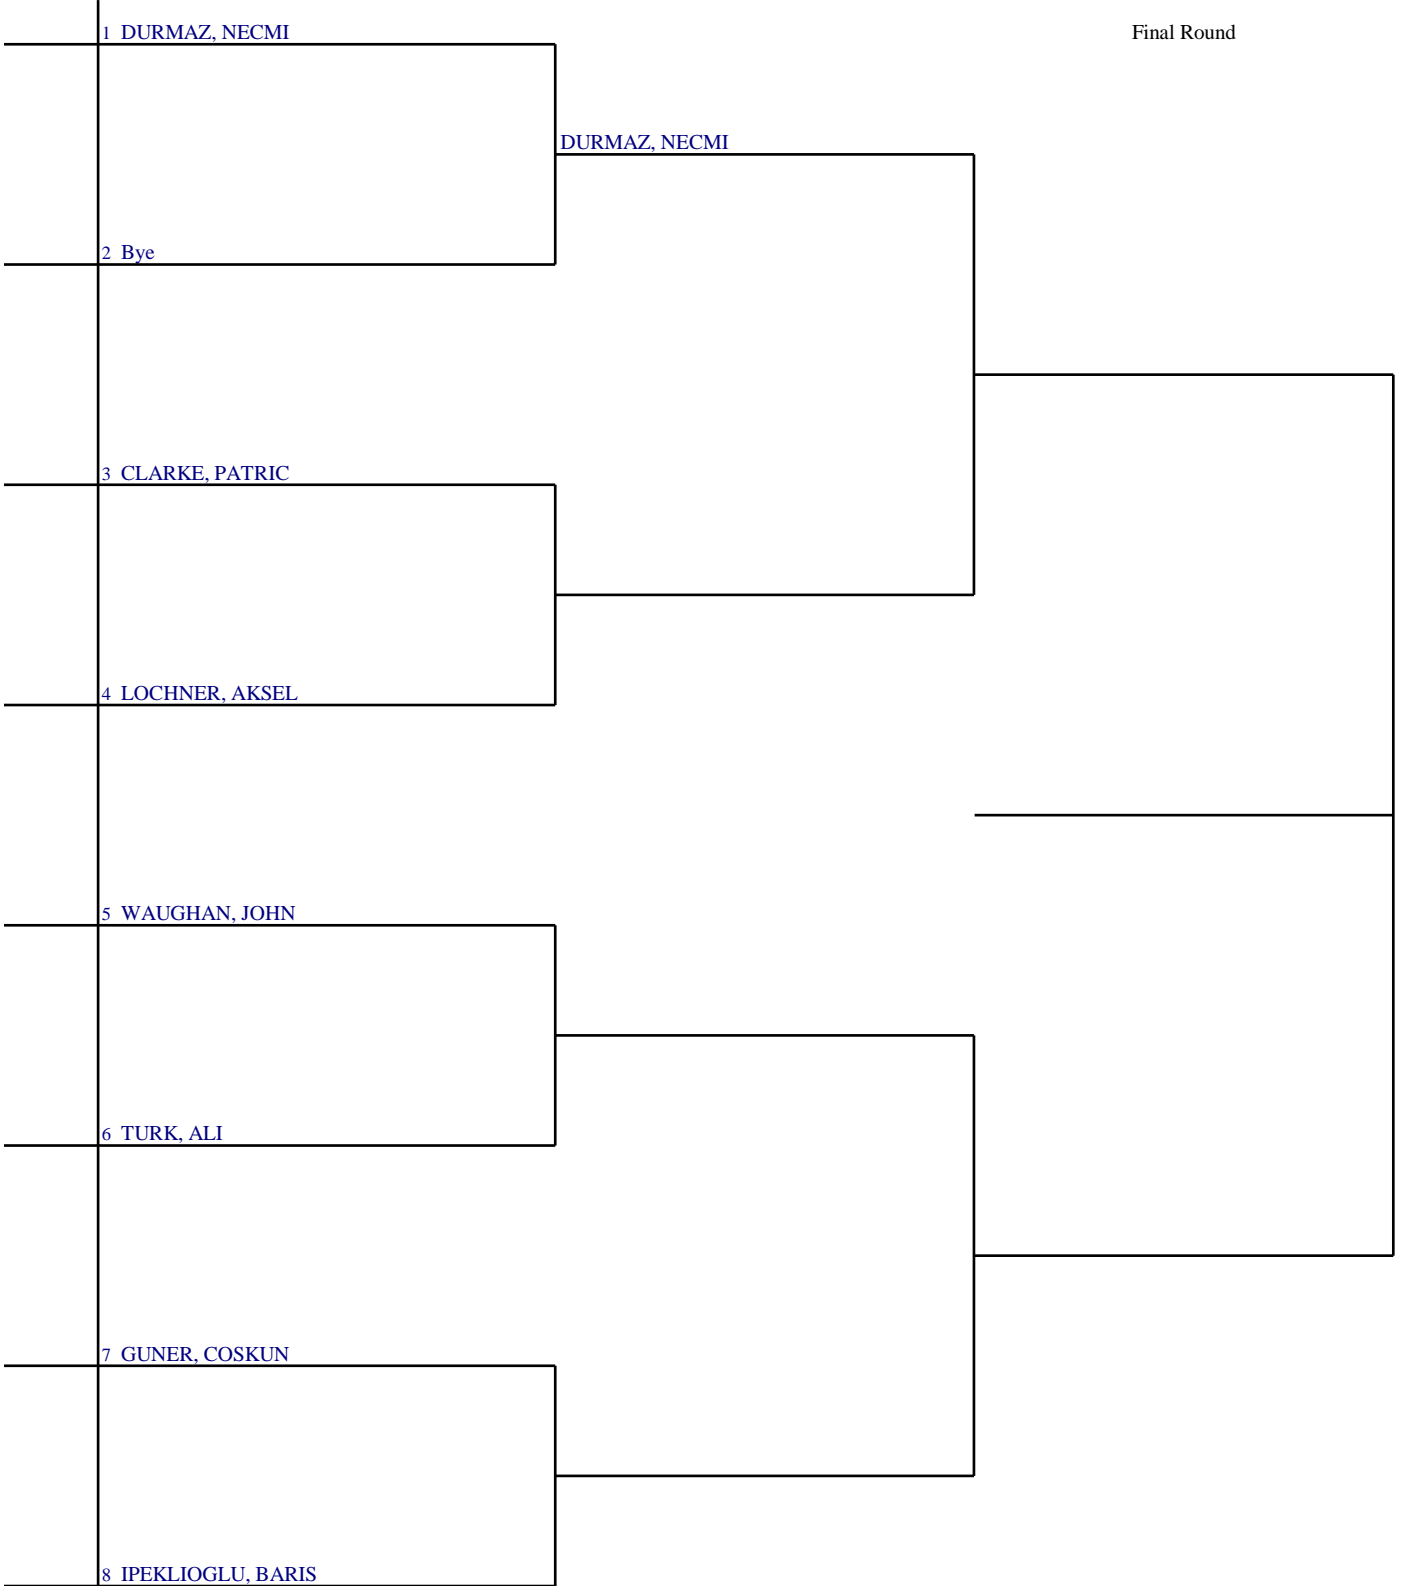 1 DURMAZ, NECMI
Final Round
DURMAZ, NECMI
2 Bye
3 CLARKE, PATRIC
4 LOCHNER, AKSEL
5 WAUGHAN, JOHN
6 TURK, ALI
7 GUNER, COSKUN
8 IPEKLIOGLU, BARIS